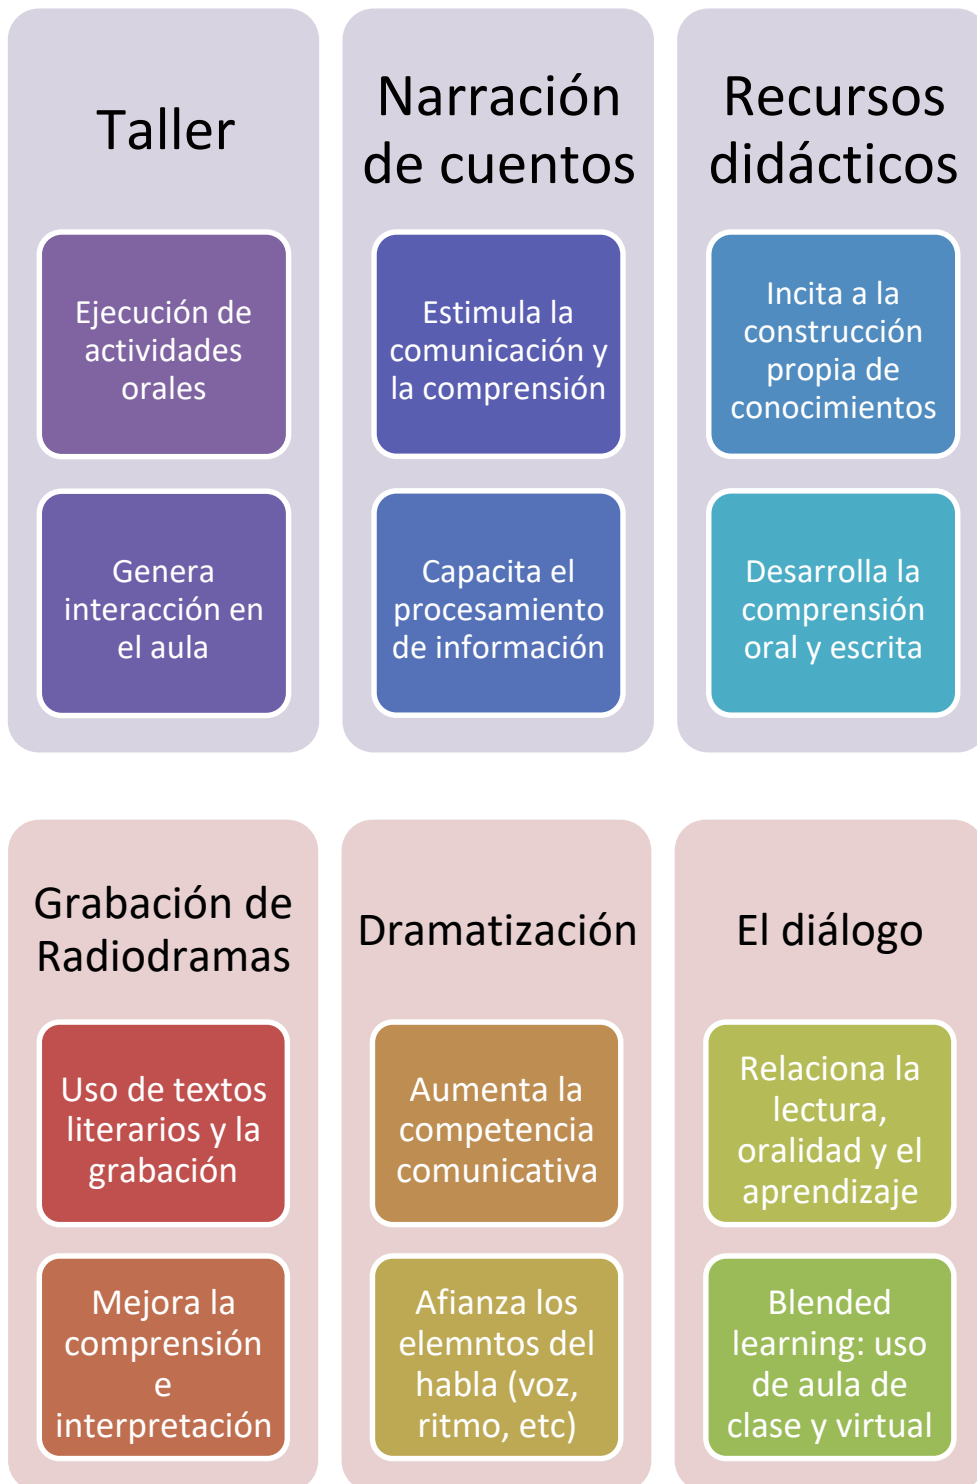 Taller
Ejecución de
actividades
orales
Genera
interacción en
el aula
Narración
de cuentos
Estimula la
comunicación y
la comprensión
Capacita el
procesamiento
de información
Recursos
didácticos
Incita a la
construcción
propia de
conocimientos
Desarrolla la
comprensión
oral y escrita
Grabación de
Radiodramas
Uso de textos
literarios y la
grabación
Mejora la
comprensión
e
interpretación
Dramatización
Aumenta la
competencia
comunicativa
Afianza los
elemntos del
habla (voz,
ritmo, etc)
El diálogo
Relaciona la
lectura,
oralidad y el
aprendizaje
Blended
learning: uso
de aula de
clase y virtual